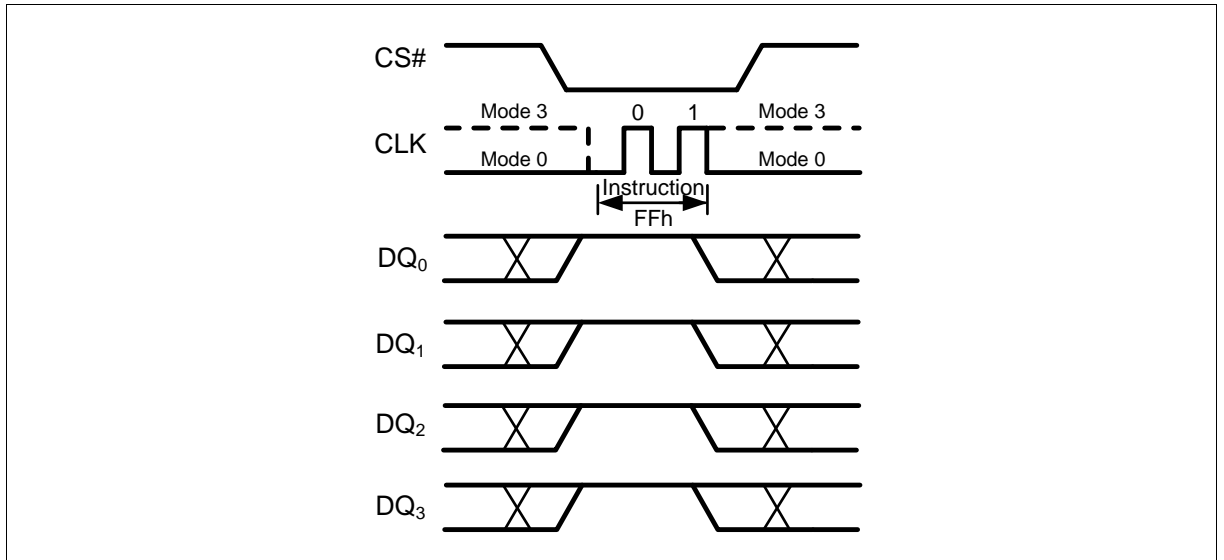 CS#
Mode 3 0 1 Mode 3
CLK
Mode 0 Mode 0
Instruction
FFh
DQ₀
DQ₁
DQ₂
DQ₃